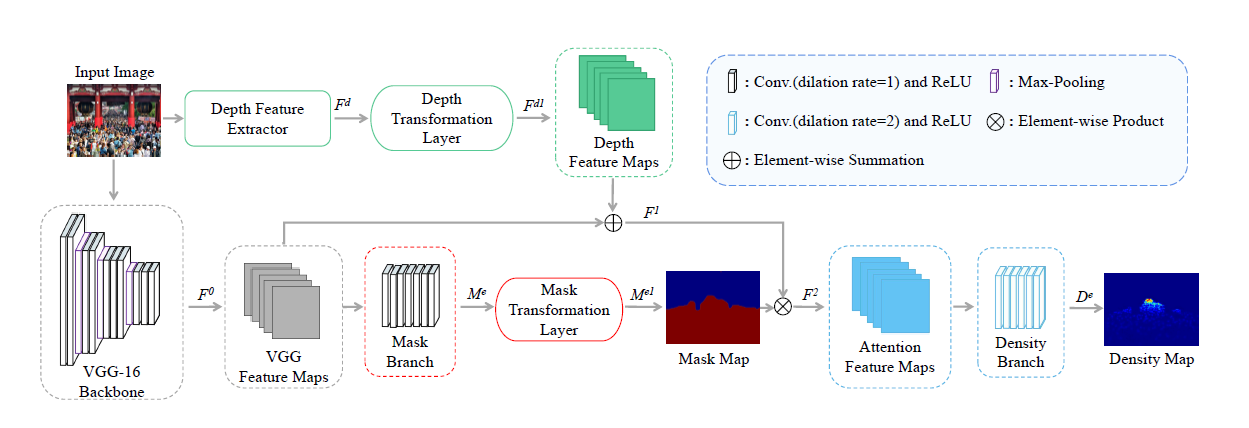 Input Image
Depth Feature
Extractor
F^d
Depth
Transformation
Layer
F^d1
Depth
Feature Maps
: Conv.(dilation rate=1) and ReLU
: Max-Pooling
: Conv.(dilation rate=2) and ReLU
: Element-wise Product
: Element-wise Summation
F^1
VGG-16
Backbone
F^0
VGG
Feature Maps
Mask
Branch
M^e
Mask
Transformation
Layer
M^e1
Mask Map
F^2
Attention
Feature Maps
Density
Branch
D^e
Density Map